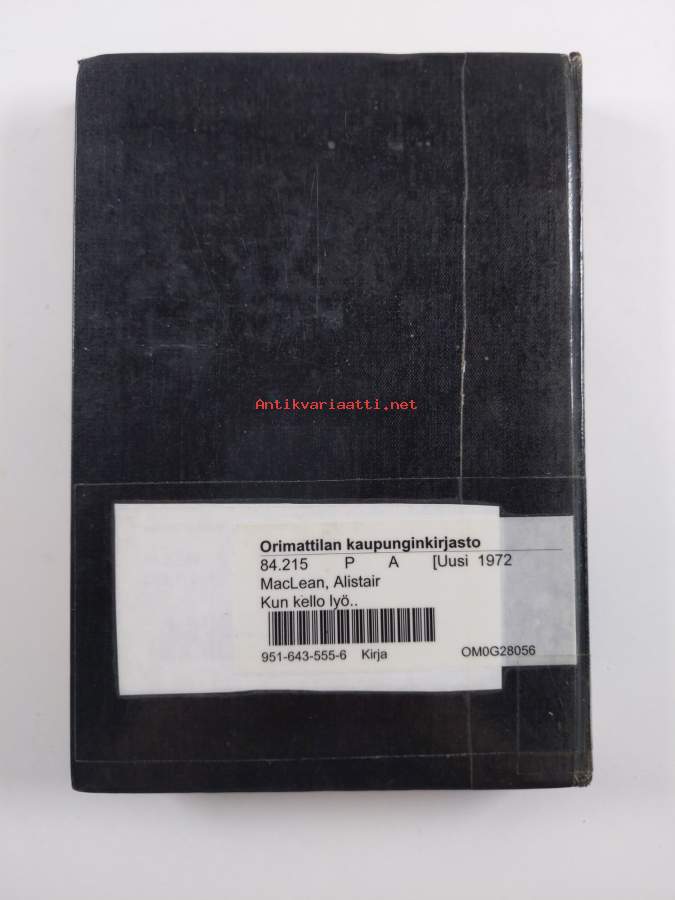 Antikvariaatti.net
Orimattilan kaupunginkirjasto
84.215 P A [Uusi 1972
MacLean, Alistair
Kun kello lyö..
951-643-555-6 Kirja OM0G28056